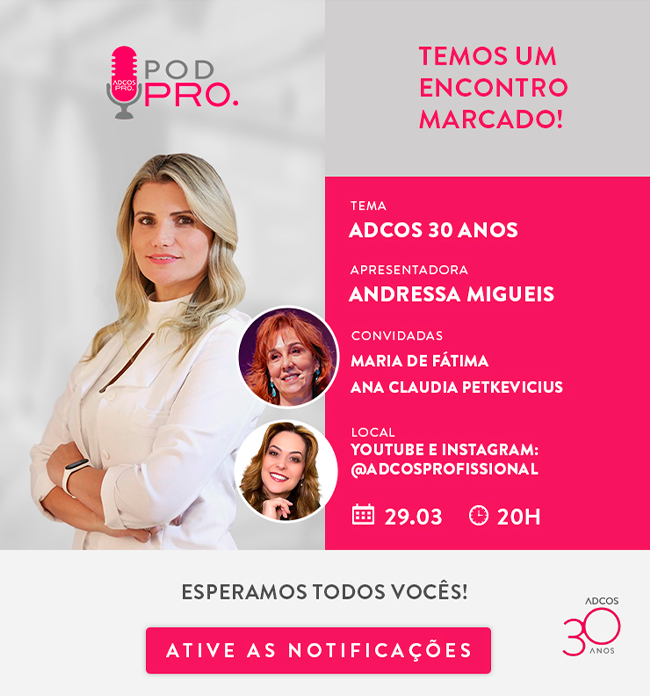 POD
ADCOS
PRO.
PRO.
TEMOS UM
ENCONTRO
MARCADO!
TEMA
ADCOS 30 ANOS
APRESENTADORA
ANDRESSA MIGUEIS
CONVIDADAS
MARIA DE FÁTIMA
ANA CLAUDIA PETKEVICIUS
LOCAL
YOUTUBE E INSTAGRAM:
@ADCOSPROFISSIONAL
29.03 20H
ESPERAMOS TODOS VOCÊS!
ATIVE AS NOTIFICAÇÕES
ADCOS
30
ANOS